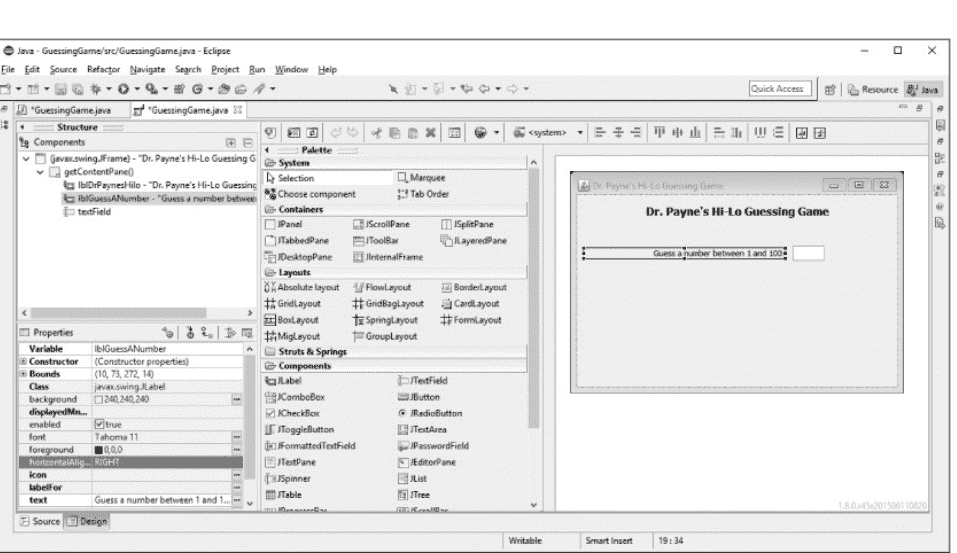 Java - GuessingGame/src/GuessingGame.java - Eclipse
File Edit Source Refactor Navigate Search Project Run Window Help
Quick Access
Resource
Java
*GuessingGame.java
*GuessingGame.java
Structure
Components
(javax.swing.JFrame) - "Dr. Payne's Hi-Lo Guessing G
getContentPane()
lblDrPaynesHilo - "Dr. Payne's Hi-Lo Guessing
lblGuessANumber - "Guess a number between
textField
Properties
Variable lblGuessANumber
Constructor (Constructor properties)
Bounds (10, 73, 272, 14)
Class javax.swing.JLabel
background 240,240,240
displayedMn...
enabled true
font Tahoma 11
foreground 0,0,0
horizontalAlig... RIGHT
icon
labelFor
text Guess a number between 1 and 1...
Source Design
<system>
Palette
System
Selection Marquee
Choose component Tab Order
Containers
JPanel JScrollPane JSplitPane
JTabbedPane JToolBar JLayeredPane
JDesktopPane JInternalFrame
Layouts
Absolute layout FlowLayout BorderLayout
GridLayout GridBagLayout CardLayout
BoxLayout SpringLayout FormLayout
MigLayout GroupLayout
Struts & Springs
Components
JLabel JTextField
JComboBox JButton
JCheckBox JRadioButton
JToggleButton JTextArea
JFormattedTextField JPasswordField
JTextPane JEditorPane
JSpinner JList
JTable JTree
JProgressBar JScrollBar
Dr. Payne's Hi-Lo Guessing Game
Dr. Payne's Hi-Lo Guessing Game
Guess a number between 1 and 100:
1.8.0.r45x201506110820
Writable Smart Insert 19 : 34